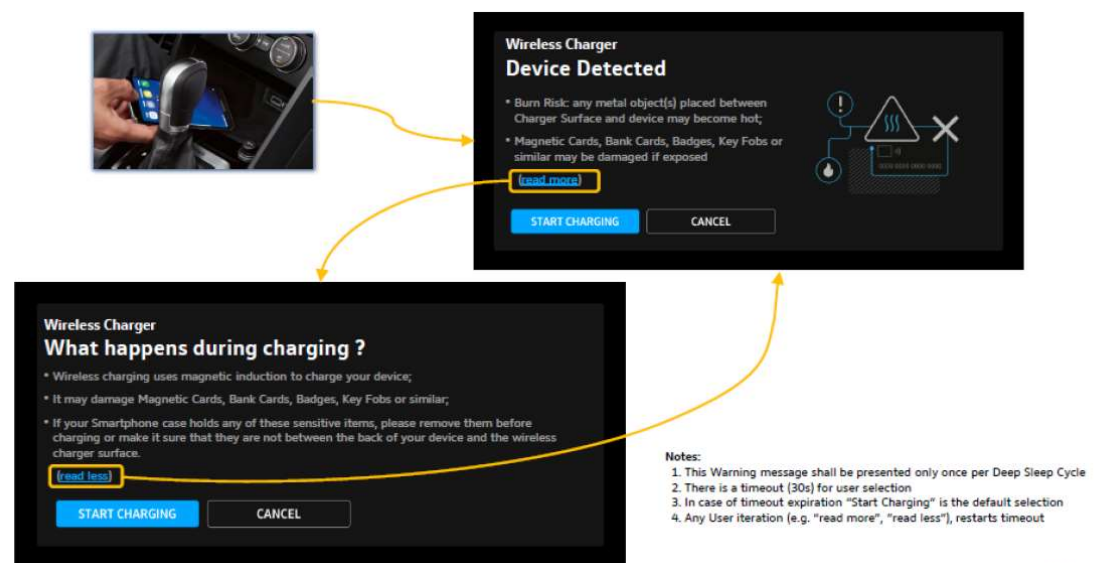 Wireless Charger
Device Detected
* Burn Risk: any metal object(s) placed between
Charger Surface and device may become hot;
* Magnetic Cards, Bank Cards, Badges, Key Fobs or
similar may be damaged if exposed
(read more)
START CHARGING
CANCEL
Wireless Charger
What happens during charging ?
* Wireless charging uses magnetic induction to charge your device;
* It may damage Magnetic Cards, Bank Cards, Badges, Key Fobs or similar;
* If your Smartphone case holds any of these sensitive items, please remove them before
charging or make it sure that they are not between the back of your device and the wireless
charger surface.
(read less)
START CHARGING
CANCEL
Notes:
1. This Warning message shall be presented only once per Deep Sleep Cycle
2. There is a timeout (30s) for user selection
3. In case of timeout expiration "Start Charging" is the default selection
4. Any User iteration (e.g. "read more", "read less"), restarts timeout